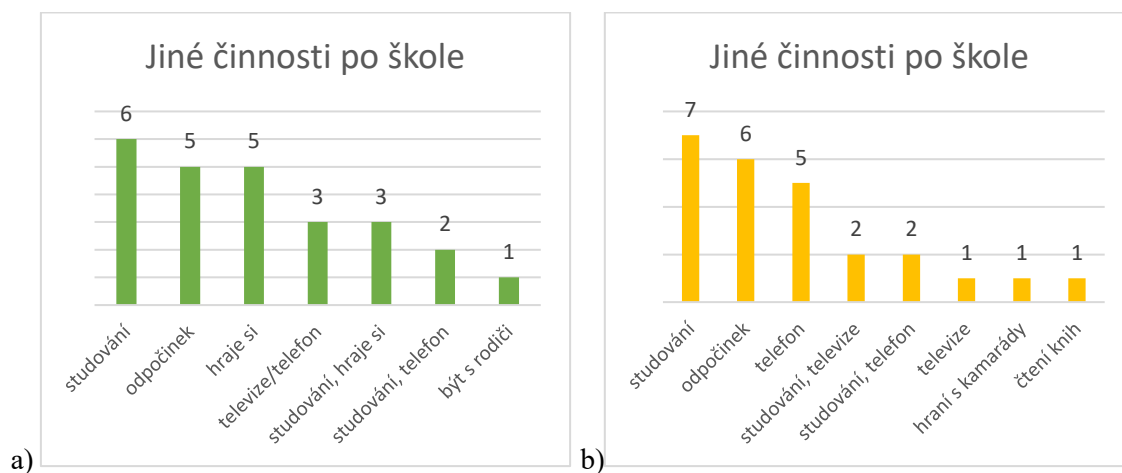 Jiné činnosti po škole
6
5
5
3
3
2
1
studování
odpočinek
hraje si
televize/telefon
studování, hraje si
studování, telefon
být s rodiči
a)
Jiné činnosti po škole
7
6
5
2
2
1
1
1
studování
odpočinek
telefon
studování, televize
studování, telefon
televize
hraní s kamarády
čtení knih
b)